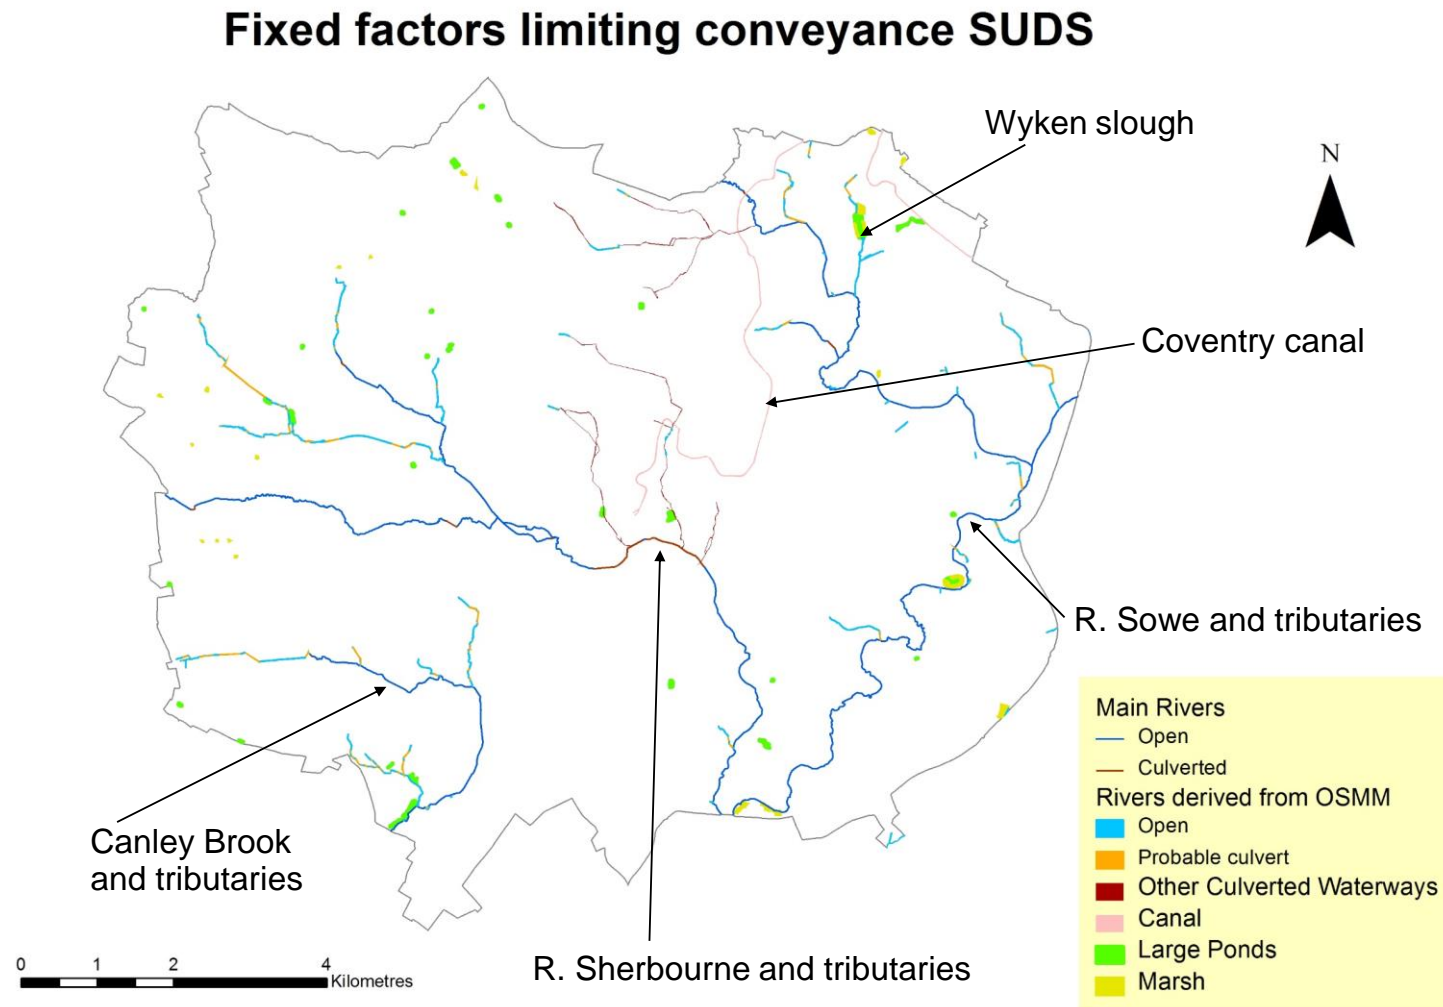 Fixed factors limiting conveyance SUDS
Wyken slough
N
Coventry canal
R. Sowe and tributaries
Main Rivers
Open
Culverted
Rivers derived from OSMM
Open
Probable culvert
Other Culverted Waterways
Canal
Large Ponds
Marsh
Canley Brook
and tributaries
R. Sherbourne and tributaries
0 1 2 4
Kilometres